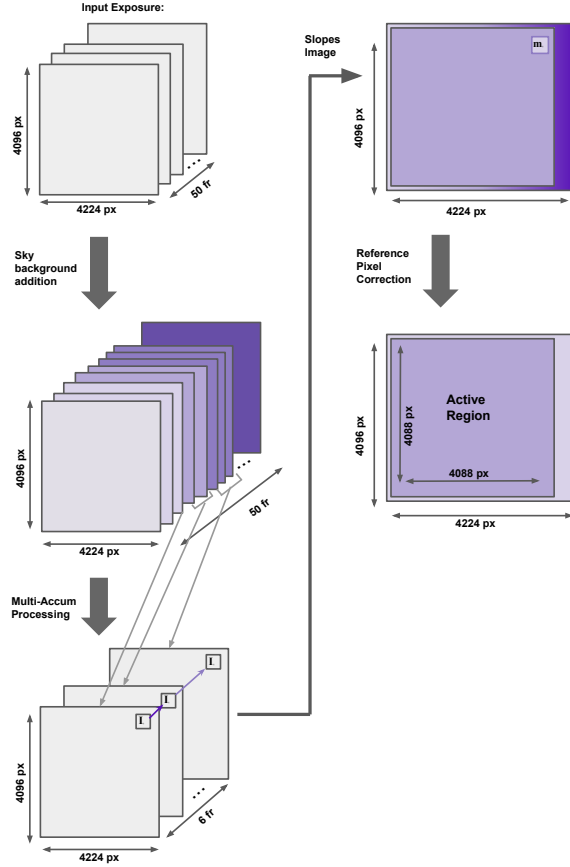 Input Exposure:
4096 px
4224 px
50 fr
Sky
background
addition
4096 px
4224 px
50 fr
Multi-Accum
Processing
I.
I.
I.
4096 px
4224 px
6 fr
Slopes
Image
m.
4096 px
4224 px
Reference
Pixel
Correction
Active
Region
4096 px
4088 px
4088 px
4224 px